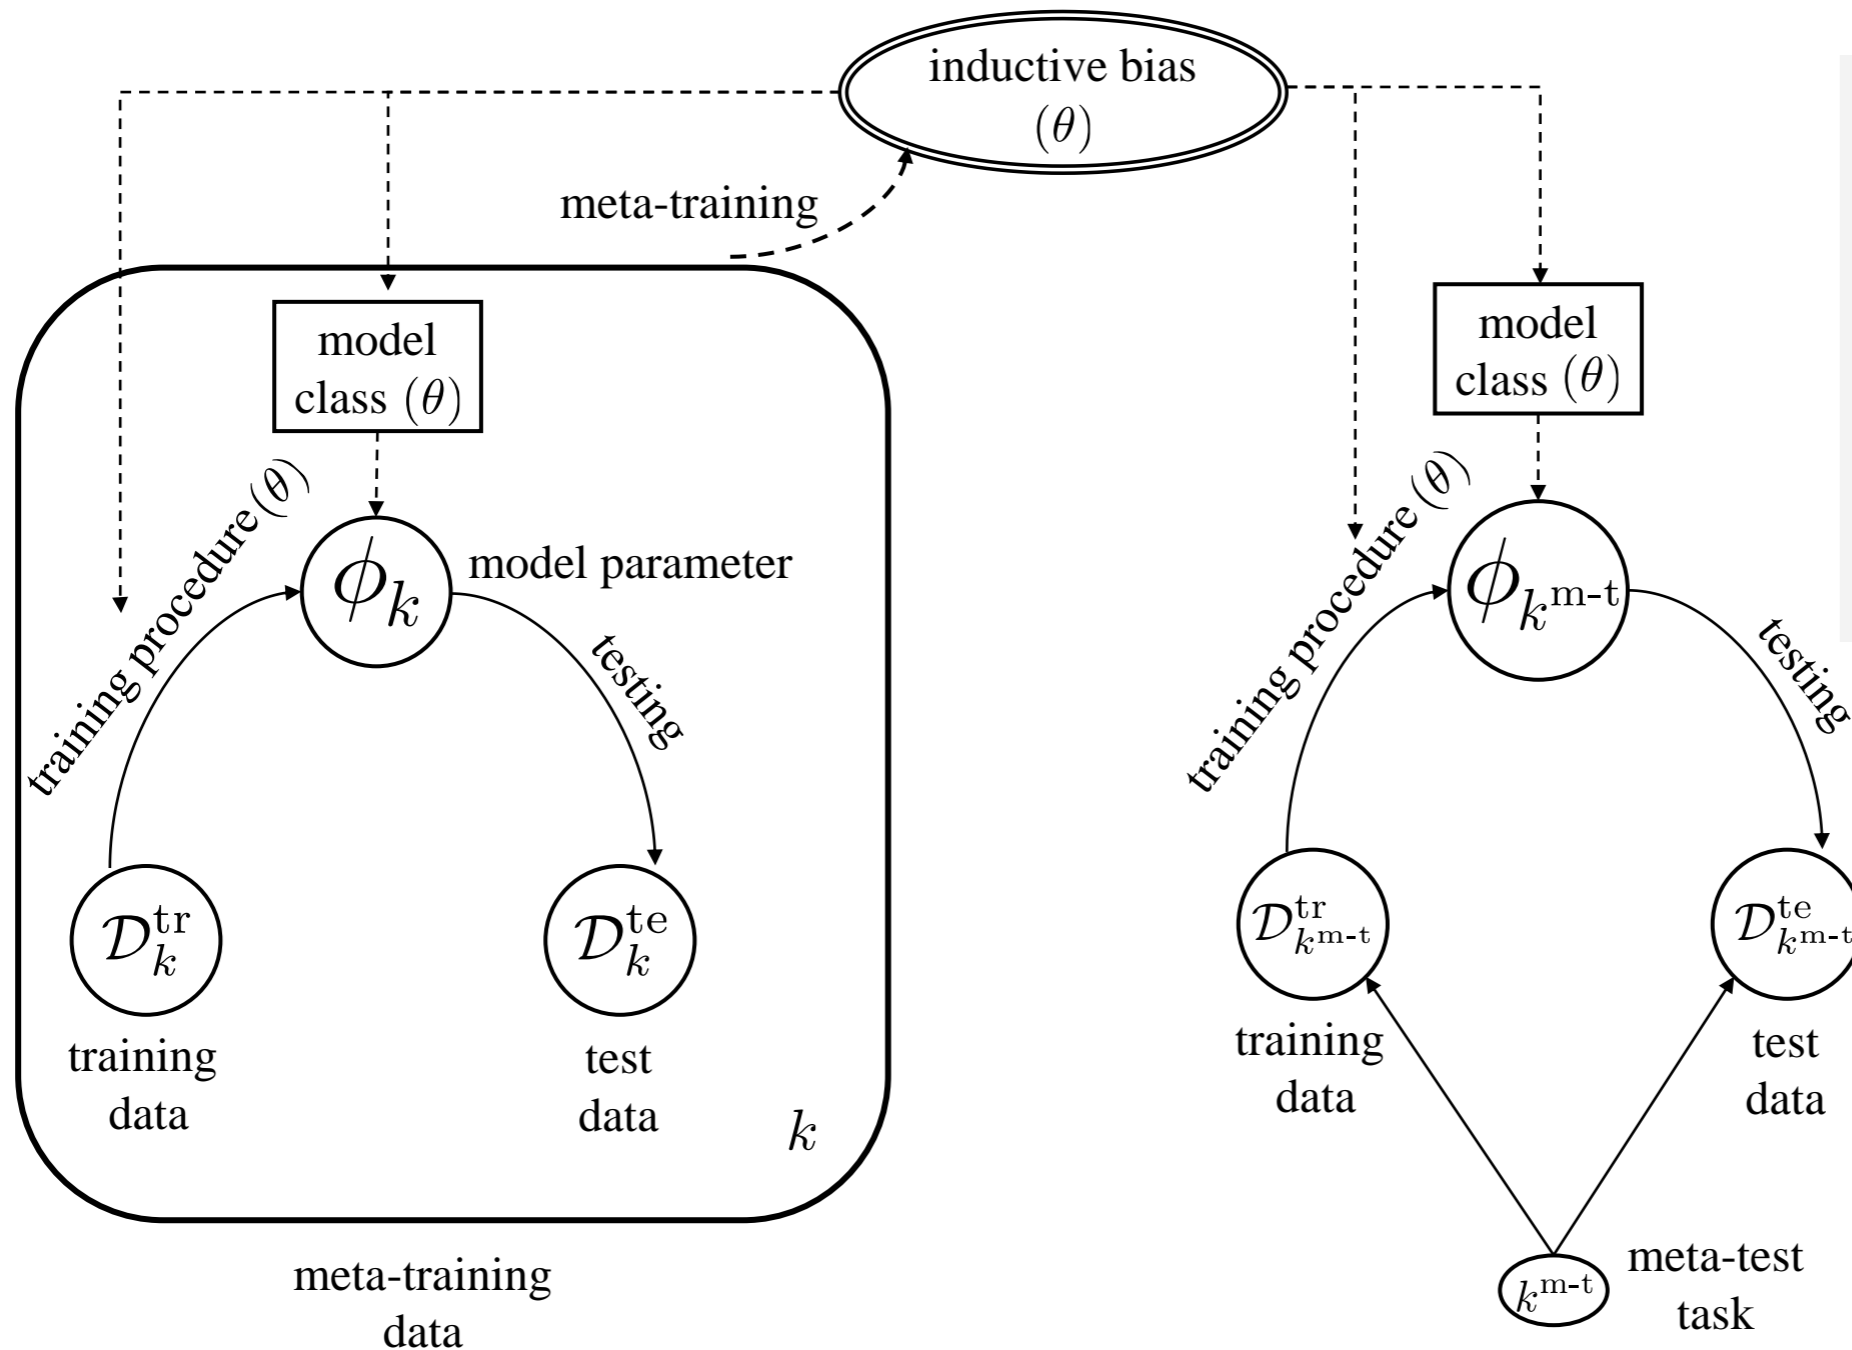 inductive bias
(θ)
meta-training
model
class (θ)
training procedure (θ)
ϕ_k
model parameter
testing
𝒟_k^tr
𝒟_k^te
training
data
test
data
k
meta-training
data
model
class (θ)
training procedure (θ)
ϕ_{k^m-t}
testing
𝒟_{k^m-t}^tr
𝒟_{k^m-t}^te
training
data
test
data
k^m-t
meta-test
task